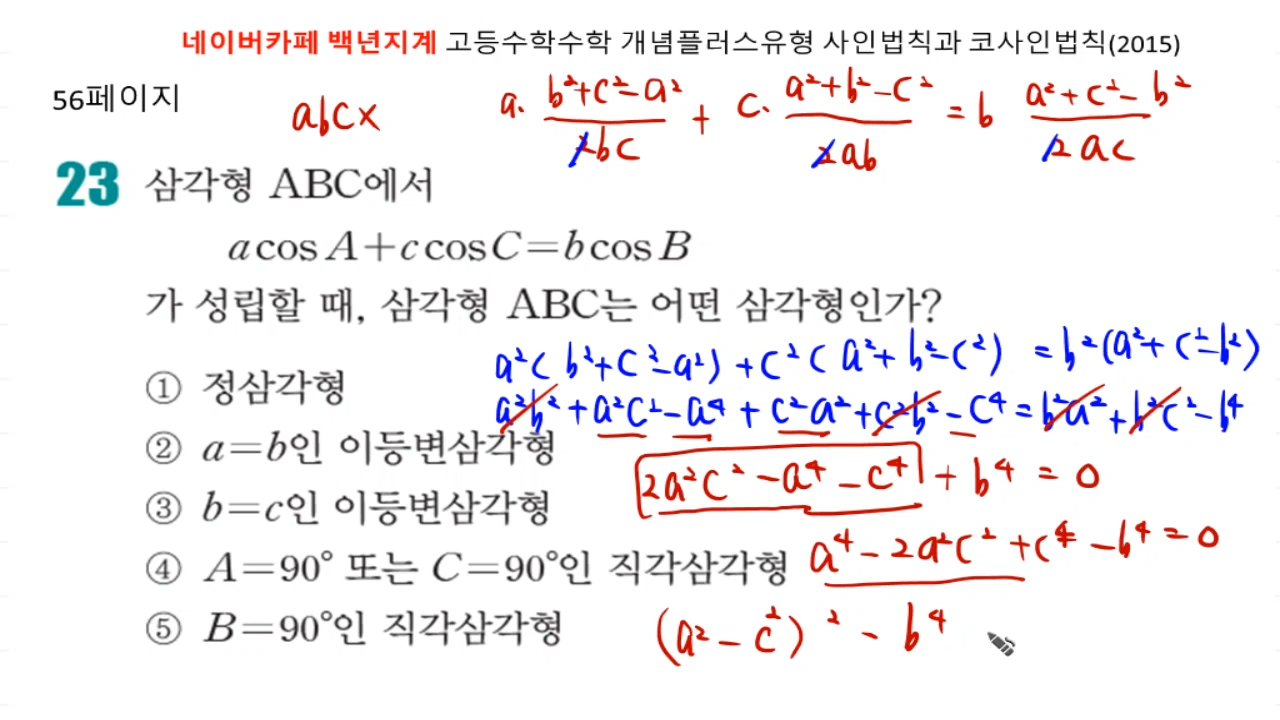 네이버카페 백년지계 고등수학수학 개념플러스유형 사인법칙과 코사인법칙(2015)
56페이지
abc×
a· (b²+c²-a²)/(2bc) + c· (a²+b²-c²)/(2ab) = b (a²+c²-b²)/(2ac)
23 삼각형 ABC에서
a cos A+c cos C=b cos B
가 성립할 때, 삼각형 ABC는 어떤 삼각형인가?
a²(b²+c²-a²)+c²(a²+b²-c²) = b²(a²+c²-b²)
① 정삼각형
a²b²+a²c²-a⁴+c²a²+c²b²-c⁴=b²a²+b²c²-b⁴
② a=b인 이등변삼각형
2a²c²-a⁴-c⁴+b⁴=0
③ b=c인 이등변삼각형
a⁴-2a²c²+c⁴-b⁴=0
④ A=90° 또는 C=90°인 직각삼각형
⑤ B=90°인 직각삼각형
(a²-c²)²-b⁴